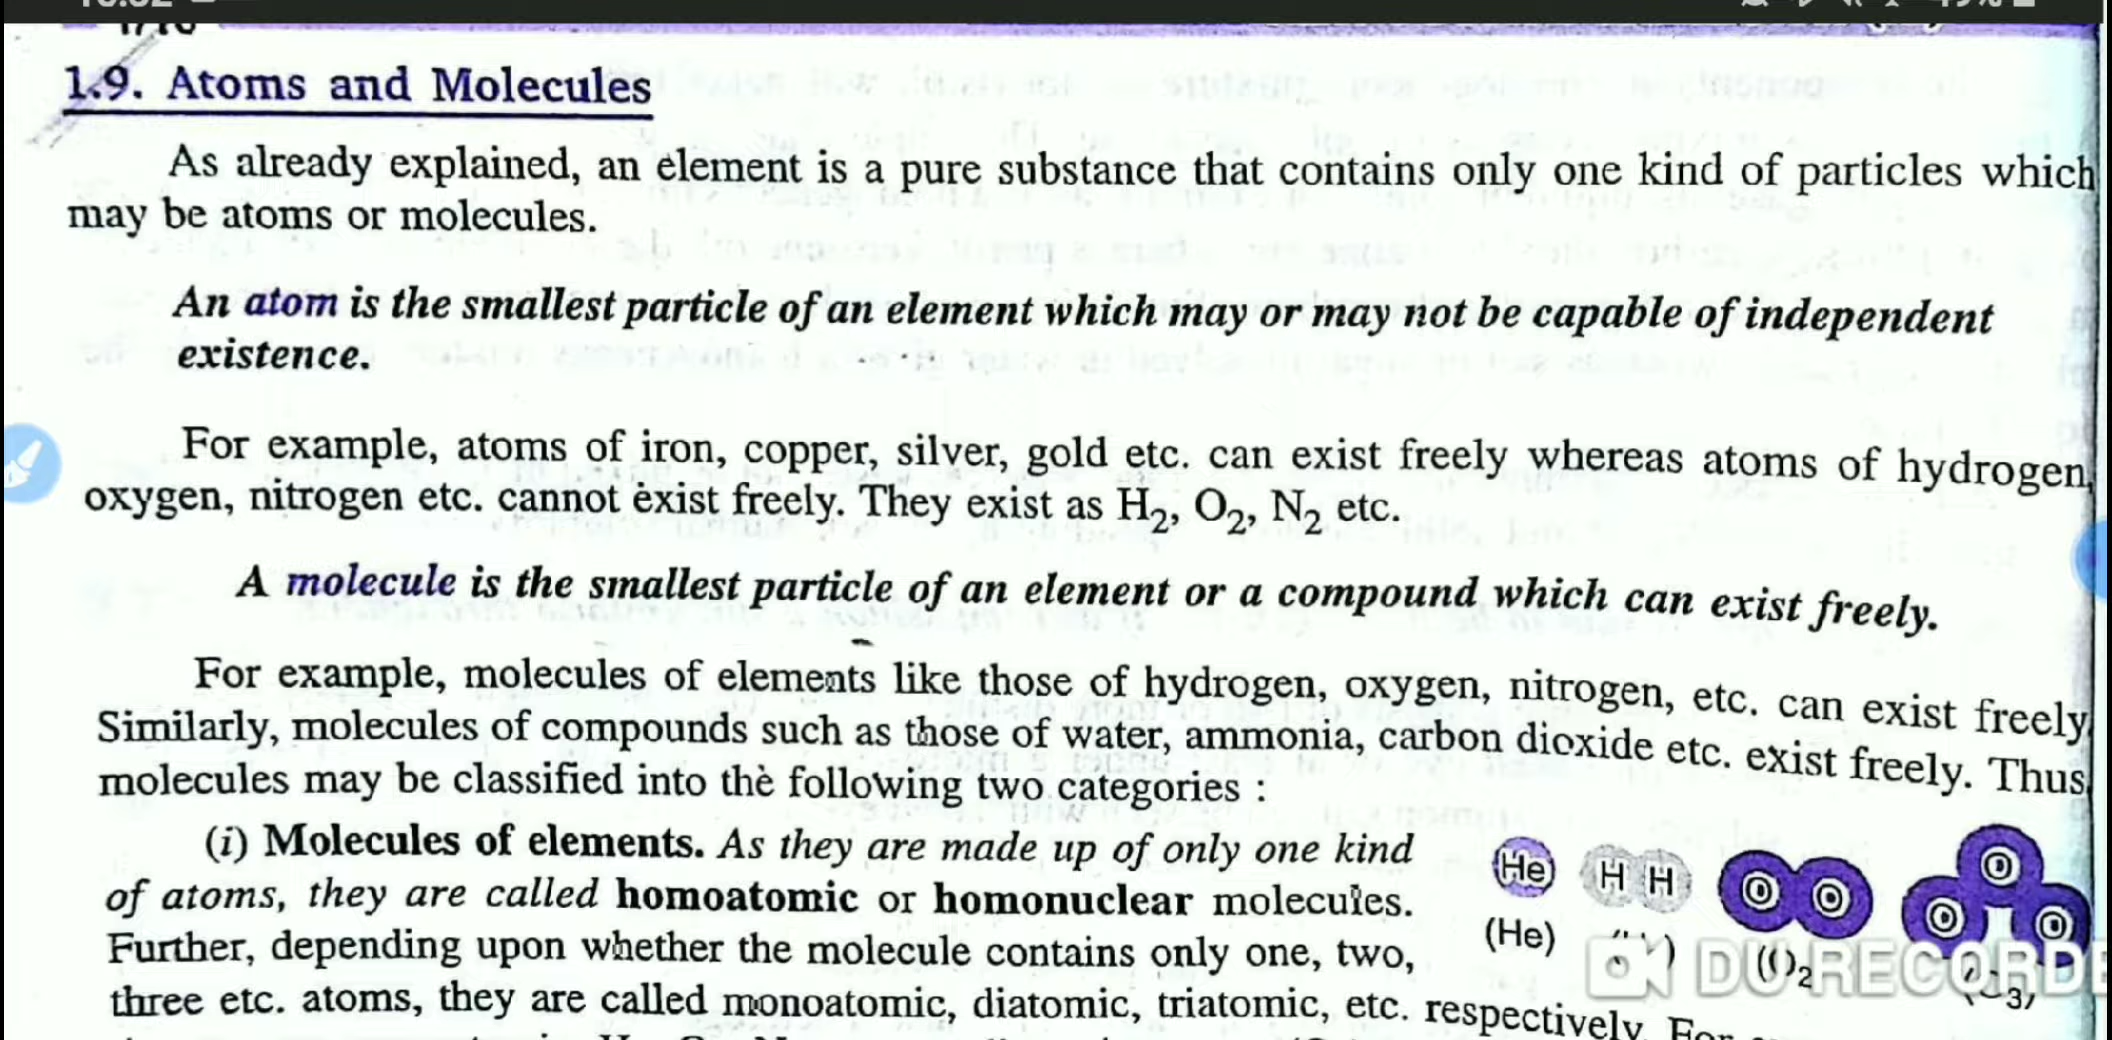 1.9. Atoms and Molecules
As already explained, an element is a pure substance that contains only one kind of particles which
may be atoms or molecules.
An atom is the smallest particle of an element which may or may not be capable of independent
existence.
For example, atoms of iron, copper, silver, gold etc. can exist freely whereas atoms of hydrogen,
oxygen, nitrogen etc. cannot exist freely. They exist as H₂, O₂, N₂ etc.
A molecule is the smallest particle of an element or a compound which can exist freely.
For example, molecules of elements like those of hydrogen, oxygen, nitrogen, etc. can exist freely.
Similarly, molecules of compounds such as those of water, ammonia, carbon dioxide etc. exist freely. Thus,
molecules may be classified into the following two categories :
(i) Molecules of elements. As they are made up of only one kind
of atoms, they are called homoatomic or homonuclear molecules.
Further, depending upon whether the molecule contains only one, two,
three etc. atoms, they are called monoatomic, diatomic, triatomic, etc. respectively. For
He H H O O O O O
(He)
DU RECORDE